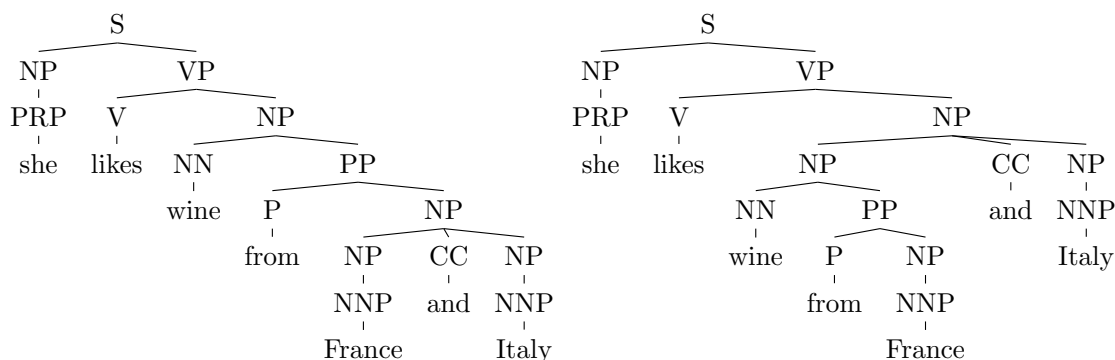 S S
NP VP NP VP
PRP V NP PRP V NP
she likes NN PP she likes NP CC NP
wine P NP NN PP and NNP
from NP CC NP wine P NP Italy
NNP and NNP from NNP
France Italy France